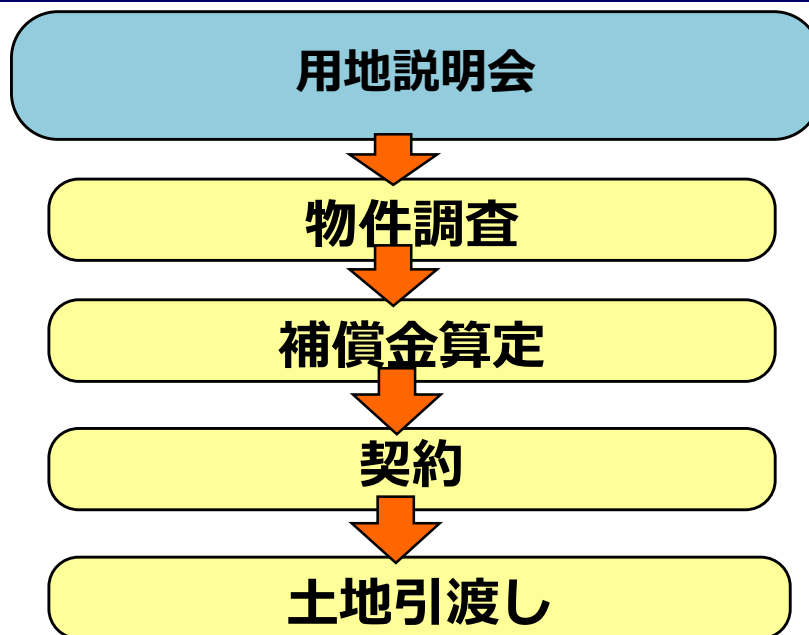 用地説明会
物件調査
補償金算定
契約
土地引渡し